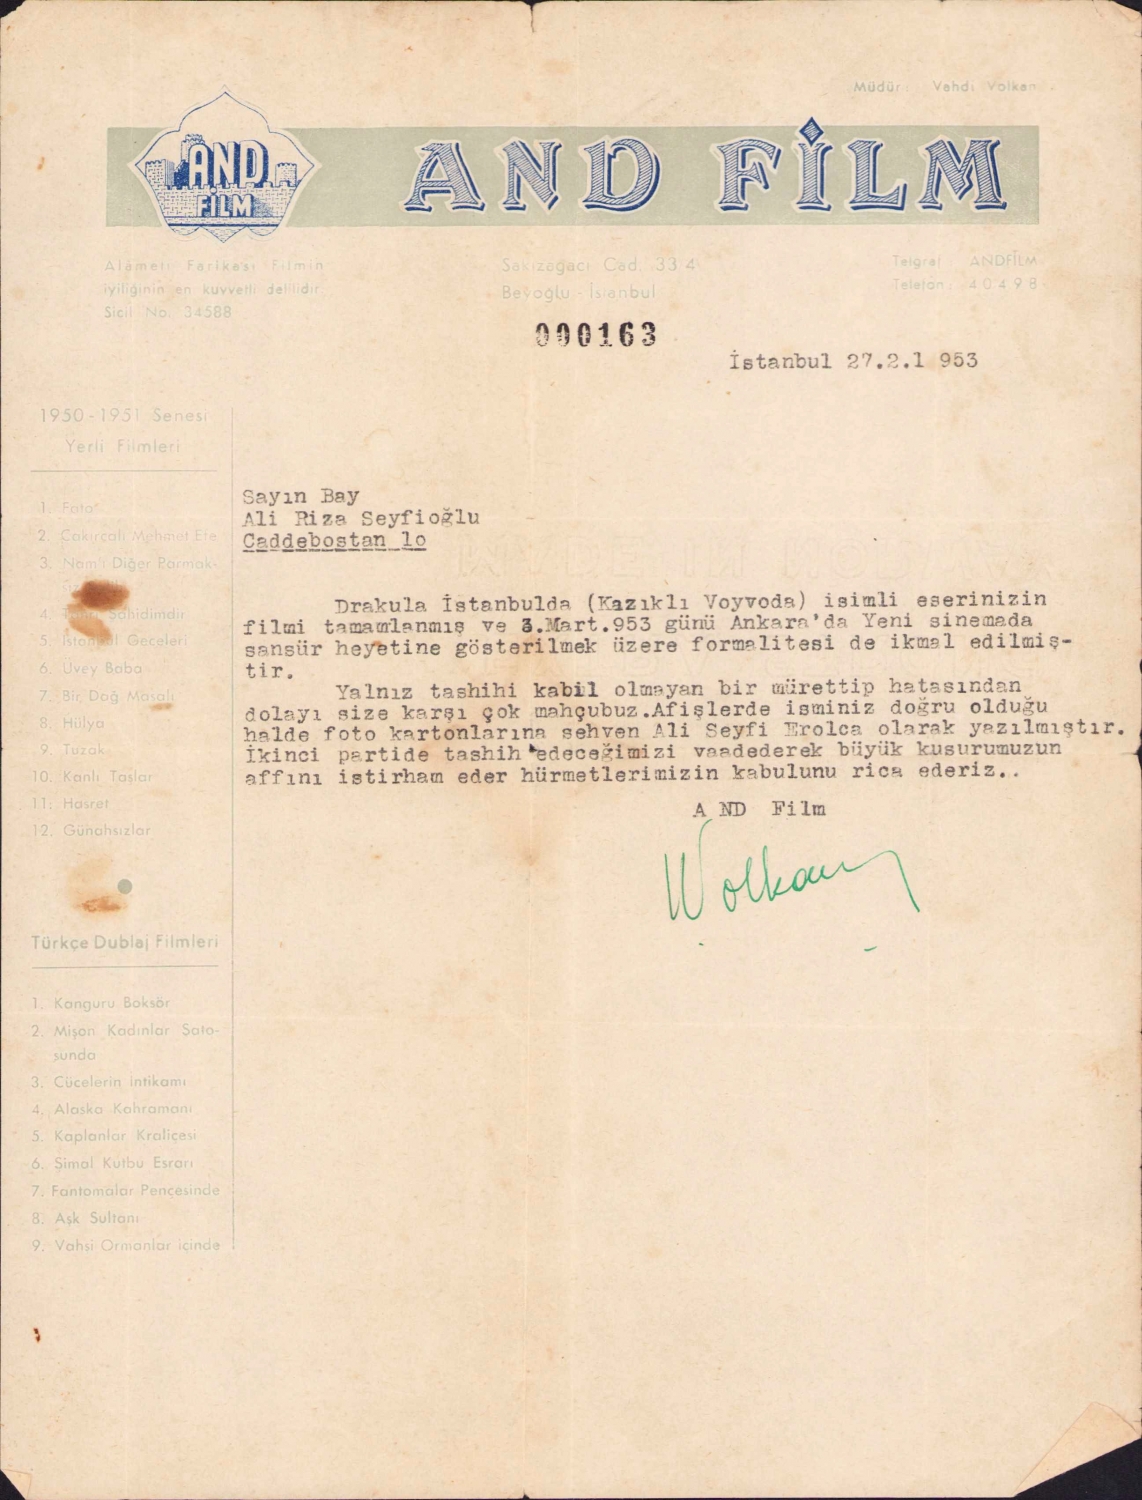 Müdür: Vahdi Volkan
AND
FİLM
AND FİLM
Alâmeti Farikası Filmin
iyiliğinin en kuvvetli delilidir.
Sicil No. 34588
Sakızağacı Cad. 33-4
Beyoğlu - İstanbul
Telgraf: ANDFİLM
Telefon: 40498
000163
İstanbul 27.2.1 953
1950-1951 Senesi
Yerli Filmleri
1. Fato
2. Çakırcalı Mehmet Efe
3. Nam'ı Diğer Parmak-
4. Şahidimdir
5. İstanbul Geceleri
6. Üvey Baba
7. Bir Dağ Masalı
8. Hülya
9. Tuzak
10. Kanlı Taşlar
11. Hasret
12. Günahsızlar
Türkçe Dublaj Filmleri
1. Kanguru Boksör
2. Mişon Kadınlar Şato-
sunda
3. Cücelerin İntikamı
4. Alaska Kahramanı
5. Kaplanlar Kraliçesi
6. Şimal Kutbu Esrarı
7. Fantomalar Pençesinde
8. Aşk Sultanı
9. Vahşi Ormanlar içinde
Sayın Bay
Ali Riza Seyfioğlu
Caddebostan 1o
Drakula İstanbulda (Kazıklı Voyvoda) isimli eserinizin
filmi tamamlanmış ve 3.Mart.953 günü Ankara'da Yeni sinemada
sansür heyetine gösterilmek üzere formalitesi de ikmal edilmiş-
tir.
Yalnız tashihi kabil olmayan bir mürettip hatasından
dolayı size karşı çok mahçubuz.Afişlerde isminiz doğru olduğu
halde foto kartonlarına sehven Ali Seyfi Erolca olarak yazılmıştır.
İkinci partide tashih edeceğimizi vaadederek büyük kusurumuzun
affını istirham eder hürmetlerimizin kabulunu rica ederiz..
A ND Film
Volkan